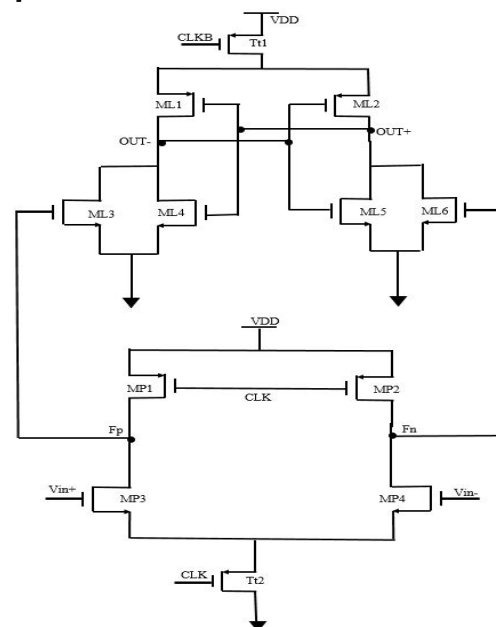 VDD
CLKB
Tt1
ML1
ML2
OUT-
OUT+
ML3
ML4
ML5
ML6
VDD
MP1
CLK
MP2
Fp
Fn
Vin+
MP3
MP4
Vin-
CLK
Tt2